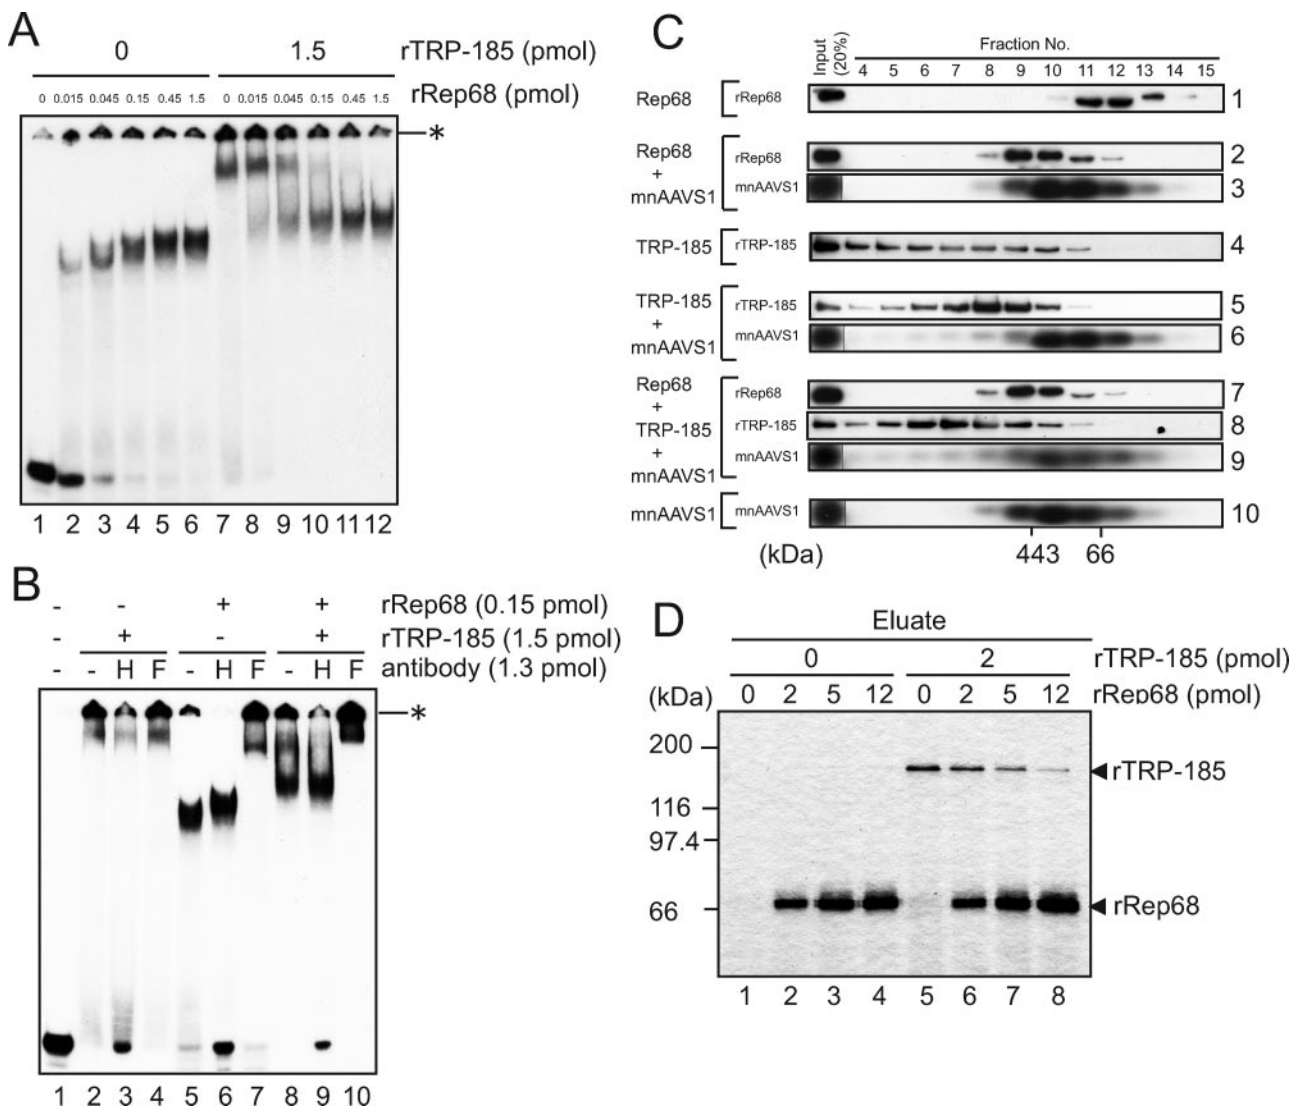 A
0 1.5 rTRP-185 (pmol)
0 0.015 0.045 0.15 0.45 1.5 0 0.015 0.045 0.15 0.45 1.5 rRep68 (pmol)
*
1 2 3 4 5 6 7 8 9 10 11 12
B
- - + + rRep68 (0.15 pmol)
- + - + rTRP-185 (1.5 pmol)
- - H F - H F - H F antibody (1.3 pmol)
*
1 2 3 4 5 6 7 8 9 10
C
Input (20%)
Fraction No.
4 5 6 7 8 9 10 11 12 13 14 15
Rep68 rRep68 1
Rep68 + mnAAVS1
rRep68 2
mnAAVS1 3
TRP-185 rTRP-185 4
TRP-185 + mnAAVS1
rTRP-185 5
mnAAVS1 6
Rep68 + TRP-185 + mnAAVS1
rRep68 7
rTRP-185 8
mnAAVS1 9
mnAAVS1 mnAAVS1 10
(kDa) 443 66
D
Eluate
0 2 rTRP-185 (pmol)
(kDa) 0 2 5 12 0 2 5 12 rRep68 (pmol)
200
rTRP-185
116
97.4
66
rRep68
1 2 3 4 5 6 7 8